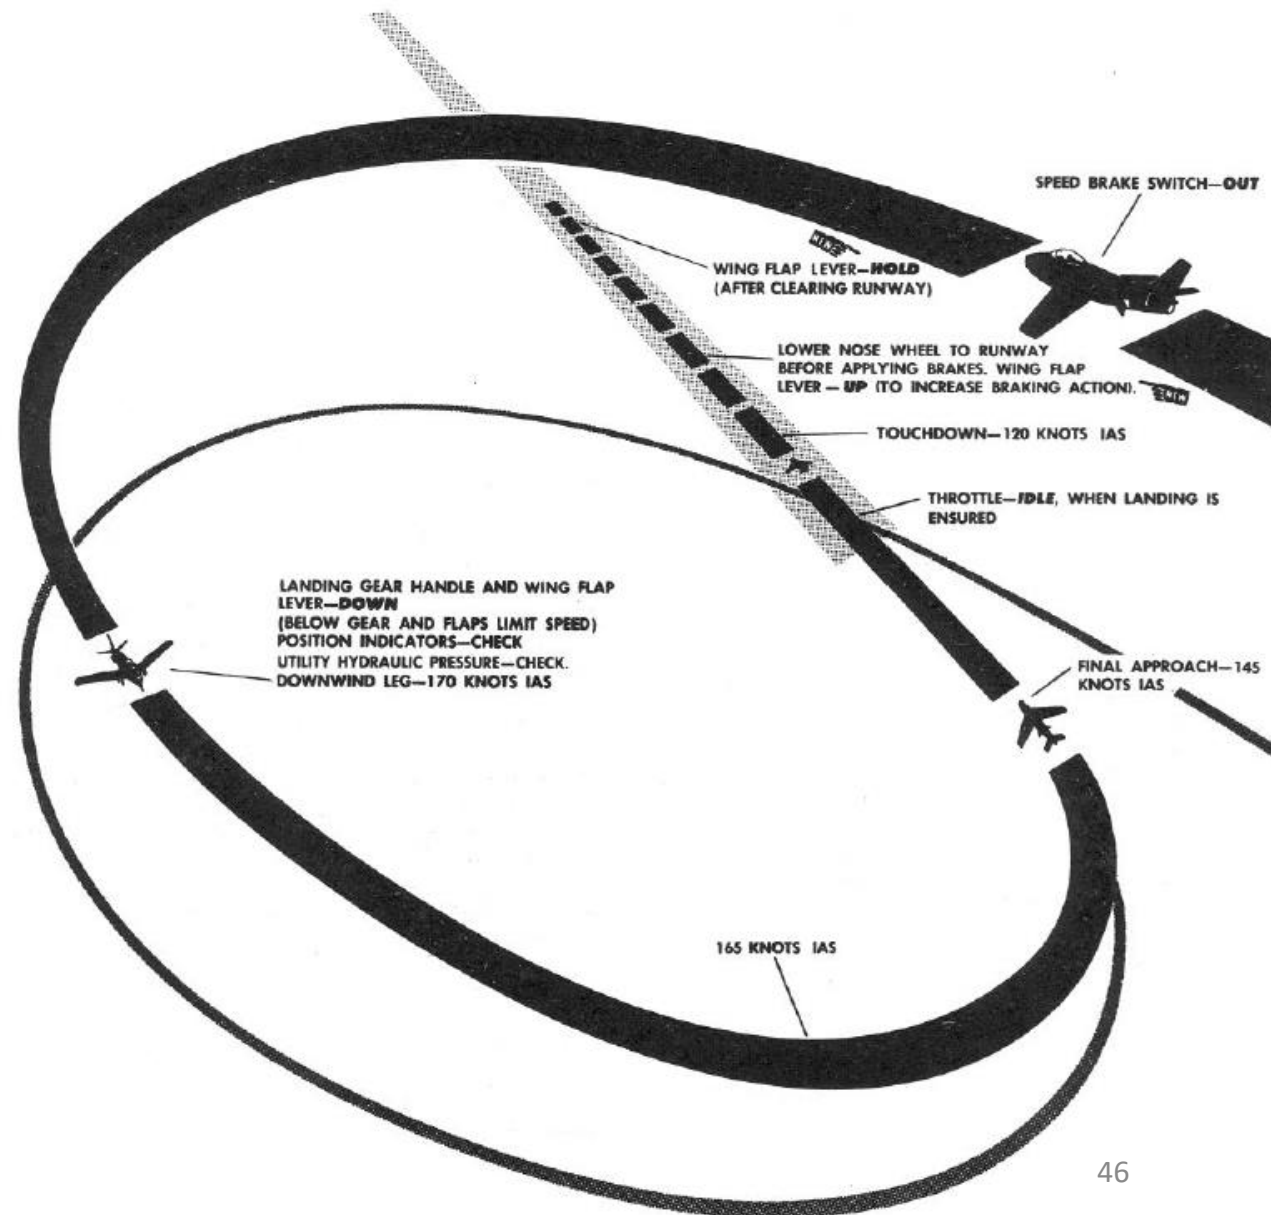 SPEED BRAKE SWITCH—OUT
NEW
WING FLAP LEVER—HOLD
(AFTER CLEARING RUNWAY)
LOWER NOSE WHEEL TO RUNWAY
BEFORE APPLYING BRAKES. WING FLAP
LEVER—UP (TO INCREASE BRAKING ACTION).
NEW
TOUCHDOWN—120 KNOTS IAS
THROTTLE—IDLE, WHEN LANDING IS
ENSURED
LANDING GEAR HANDLE AND WING FLAP
LEVER—DOWN
(BELOW GEAR AND FLAPS LIMIT SPEED)
POSITION INDICATORS—CHECK
UTILITY HYDRAULIC PRESSURE—CHECK.
DOWNWIND LEG—170 KNOTS IAS
FINAL APPROACH—145
KNOTS IAS
165 KNOTS IAS
46